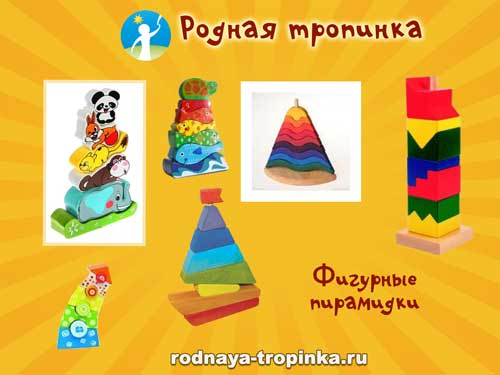 Родная тропинка
Фигурные
пирамидки
rodnaya-tropinka.ru